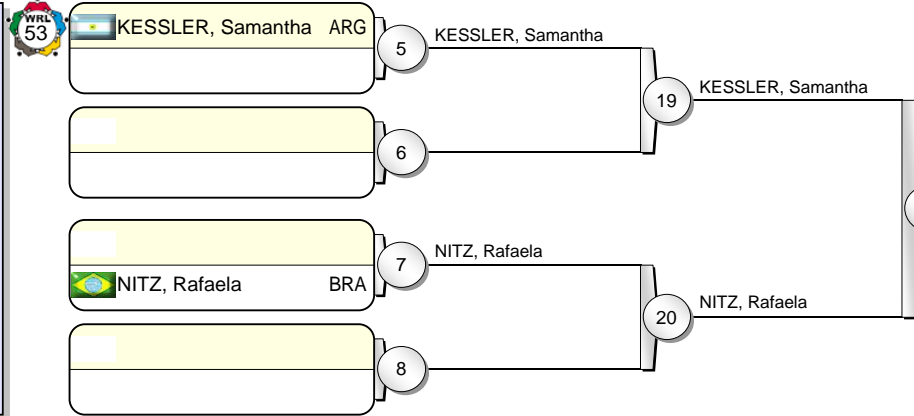 WRL
53
KESSLER, Samantha ARG
5
KESSLER, Samantha
19
KESSLER, Samantha
6
7
NITZ, Rafaela
NITZ, Rafaela BRA
20
NITZ, Rafaela
8